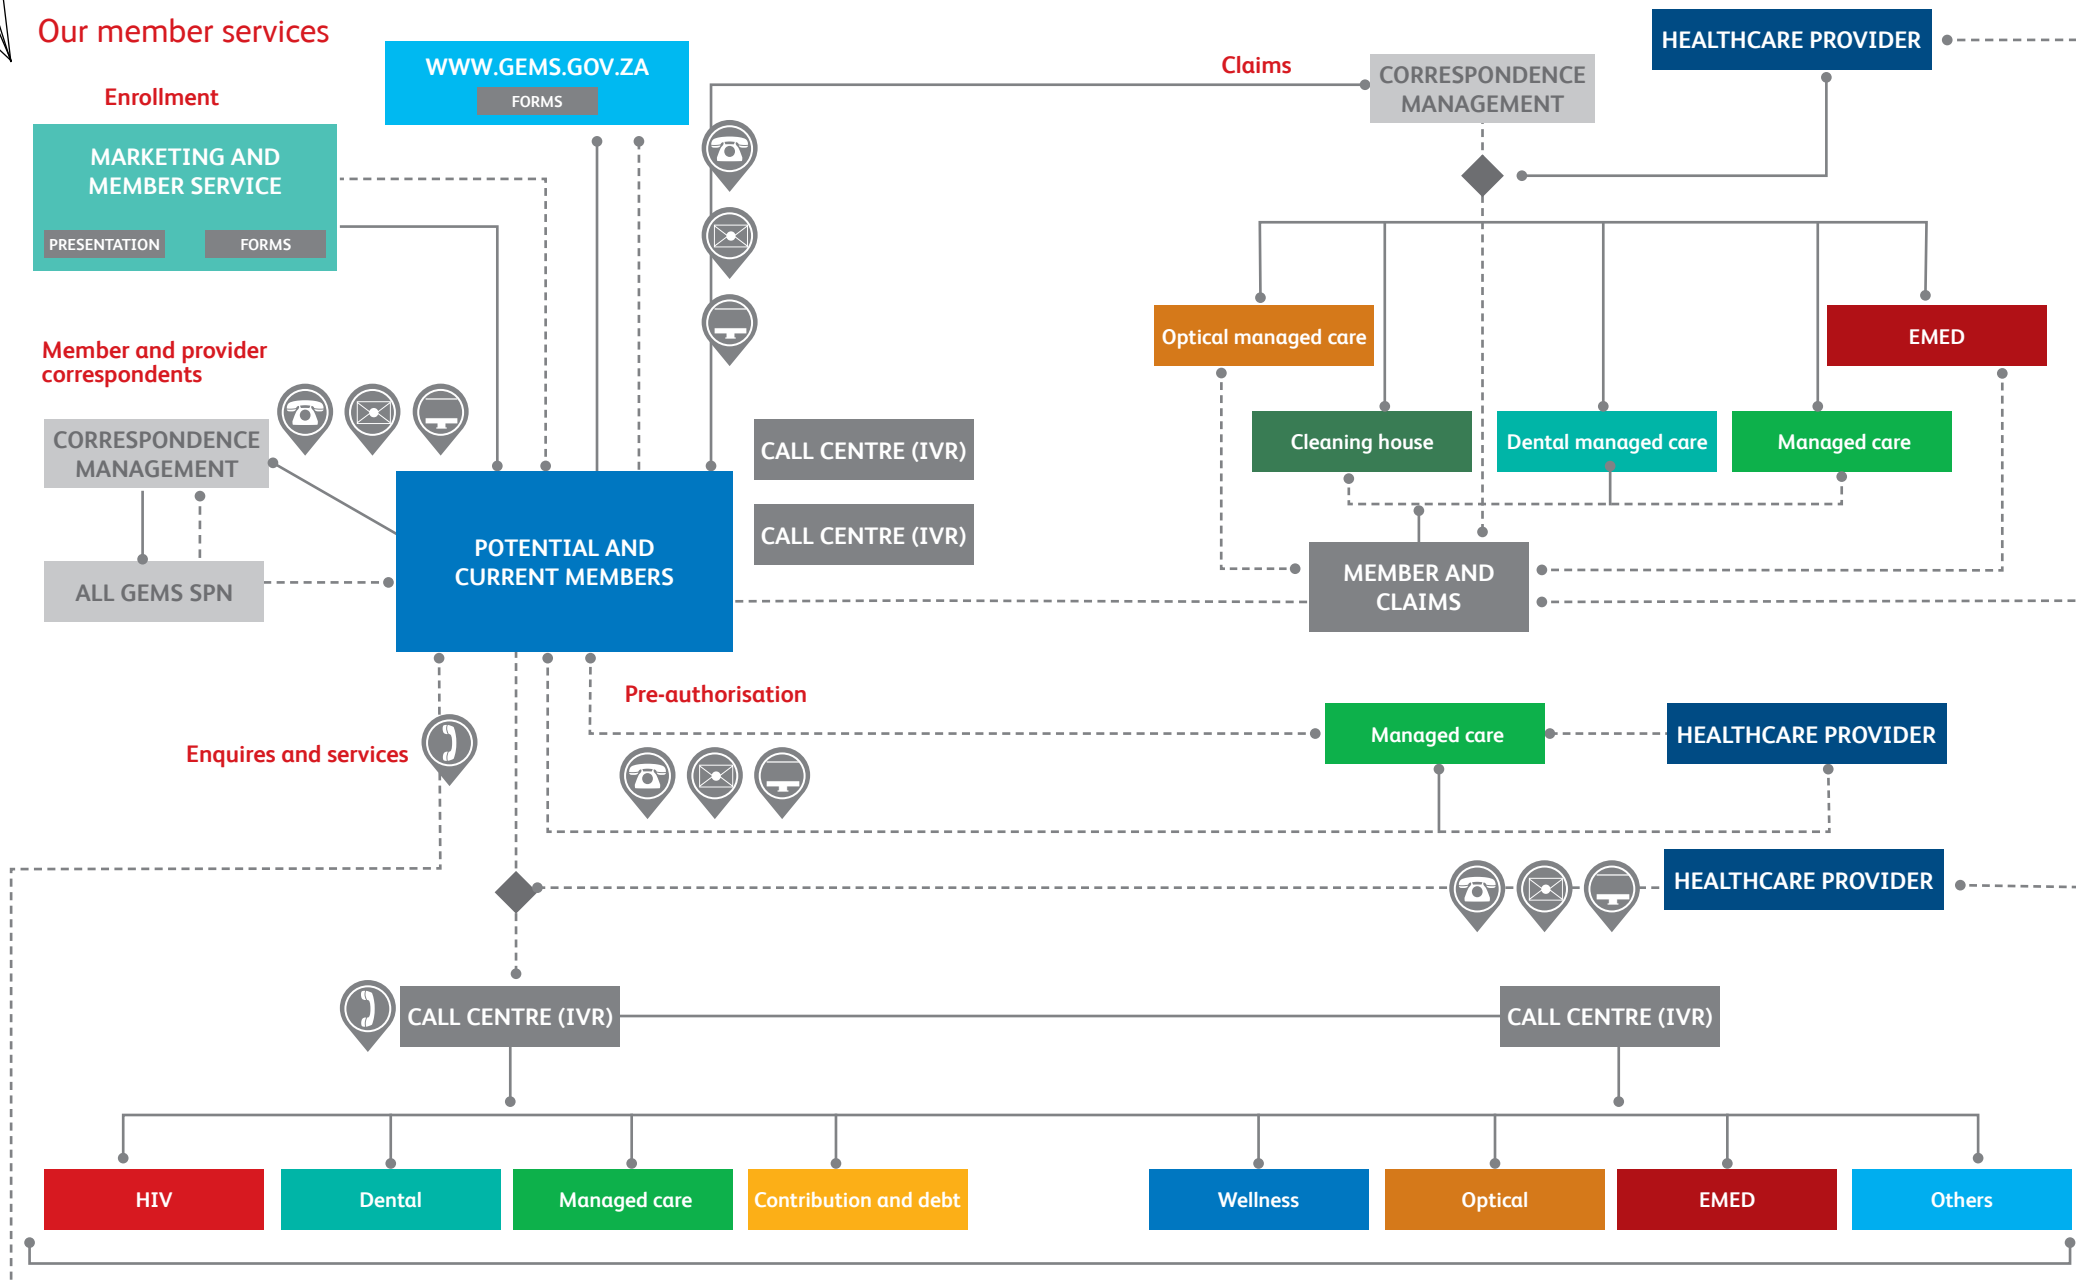 Our member services
Enrollment
MARKETING AND
MEMBER SERVICE
PRESENTATION
FORMS
WWW.GEMS.GOV.ZA
FORMS
Claims
CORRESPONDENCE
MANAGEMENT
HEALTHCARE PROVIDER
Optical managed care
EMED
Cleaning house
Dental managed care
Managed care
MEMBER AND
CLAIMS
Member and provider
correspondents
CORRESPONDENCE
MANAGEMENT
ALL GEMS SPN
POTENTIAL AND
CURRENT MEMBERS
CALL CENTRE (IVR)
CALL CENTRE (IVR)
Pre-authorisation
Managed care
HEALTHCARE PROVIDER
Enquires and services
HEALTHCARE PROVIDER
CALL CENTRE (IVR)
CALL CENTRE (IVR)
HIV
Dental
Managed care
Contribution and debt
Wellness
Optical
EMED
Others